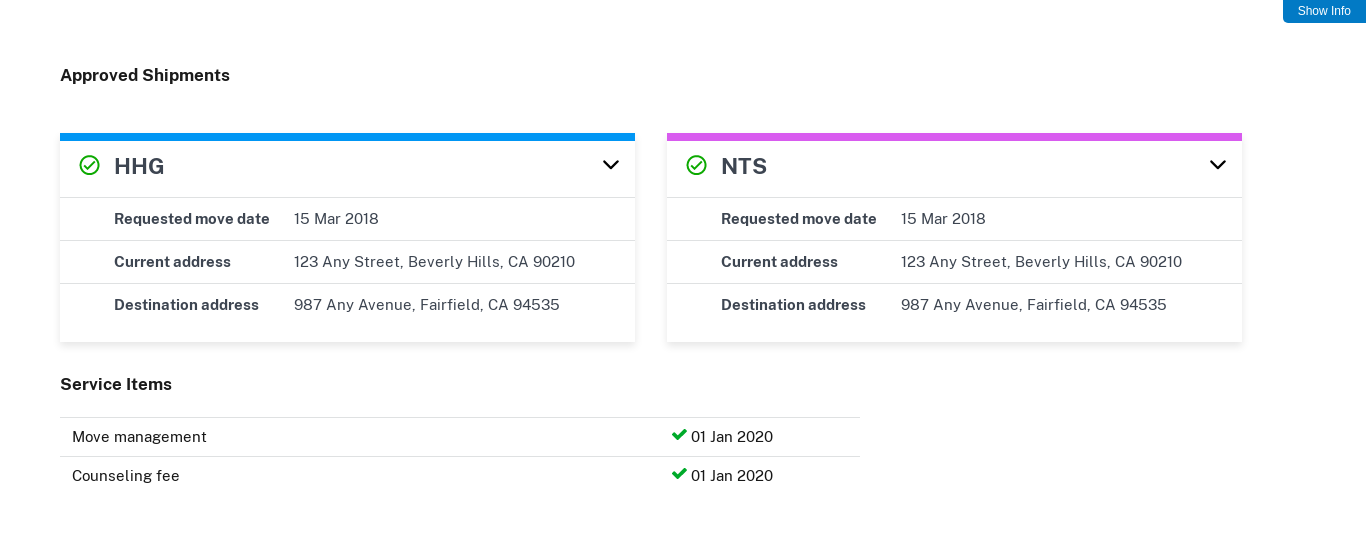 Show Info
Approved Shipments
HHG
Requested move date 15 Mar 2018
Current address 123 Any Street, Beverly Hills, CA 90210
Destination address 987 Any Avenue, Fairfield, CA 94535
NTS
Requested move date 15 Mar 2018
Current address 123 Any Street, Beverly Hills, CA 90210
Destination address 987 Any Avenue, Fairfield, CA 94535
Service Items
Move management 01 Jan 2020
Counseling fee 01 Jan 2020